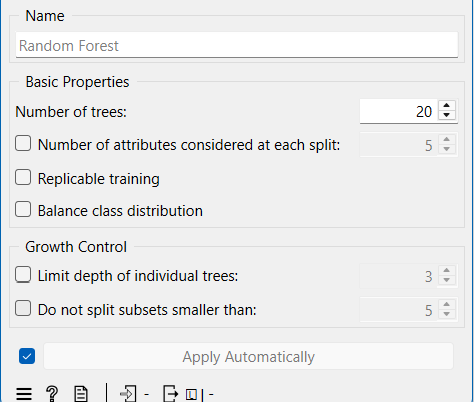 Name
Random Forest
Basic Properties
Number of trees: 20
Number of attributes considered at each split: 5
Replicable training
Balance class distribution
Growth Control
Limit depth of individual trees: 3
Do not split subsets smaller than: 5
Apply Automatically
? - | -